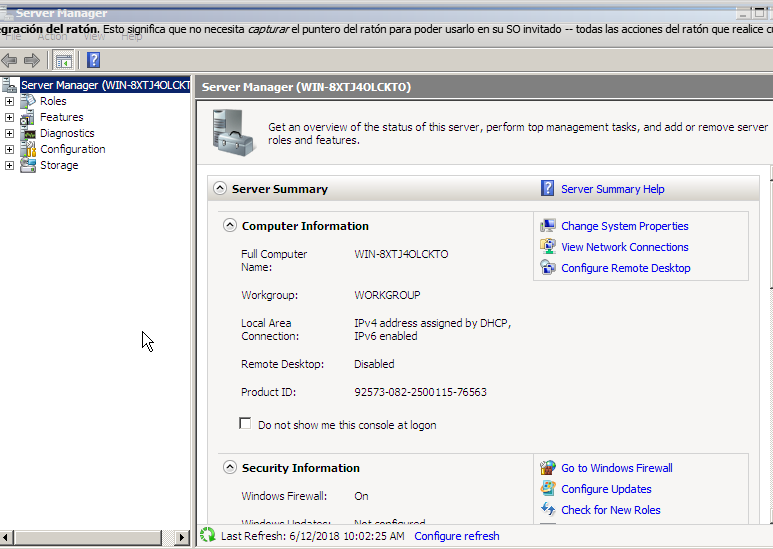 Server Manager
egración del ratón. Esto significa que no necesita capturar el puntero del ratón para poder usarlo en su SO invitado -- todas las acciones del ratón que realice
File Action View Help
Server Manager (WIN-8XTJ4OLCKT
Roles
Features
Diagnostics
Configuration
Storage
Server Manager (WIN-8XTJ4OLCKTO)
Get an overview of the status of this server, perform top management tasks, and add or remove server
roles and features.
Server Summary
Server Summary Help
Computer Information
Full Computer
Name:
WIN-8XTJ4OLCKTO
Workgroup:
WORKGROUP
Local Area
Connection:
IPv4 address assigned by DHCP,
IPv6 enabled
Remote Desktop:
Disabled
Product ID:
92573-082-2500115-76563
Do not show me this console at logon
Change System Properties
View Network Connections
Configure Remote Desktop
Security Information
Windows Firewall:
On
Windows Updates:
Not configured
Go to Windows Firewall
Configure Updates
Check for New Roles
Last Refresh: 6/12/2018 10:02:25 AM
Configure refresh